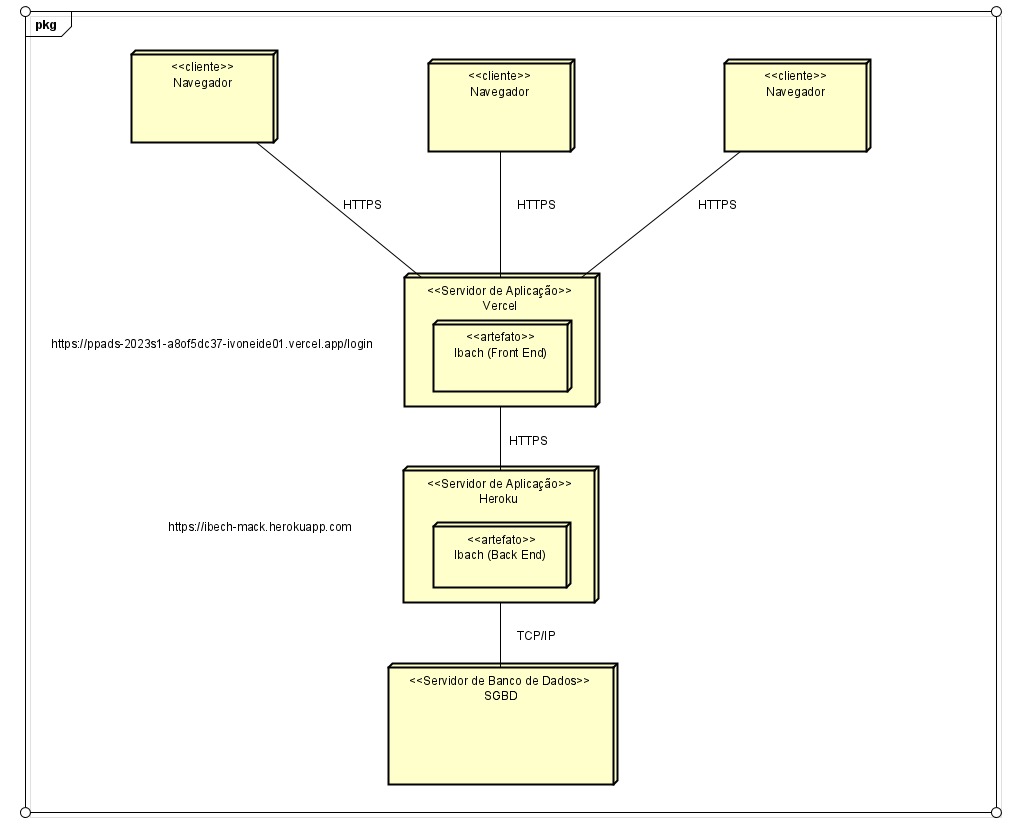 pkg
<<cliente>>
Navegador
<<cliente>>
Navegador
<<cliente>>
Navegador
HTTPS
HTTPS
HTTPS
<<Servidor de Aplicação>>
Vercel
<<artefato>>
Ibach (Front End)
https://ppads-2023s1-a8of5dc37-ivoneide01.vercel.app/login
HTTPS
<<Servidor de Aplicação>>
Heroku
https://ibech-mack.herokuapp.com
<<artefato>>
Ibach (Back End)
TCP/IP
<<Servidor de Banco de Dados>>
SGBD